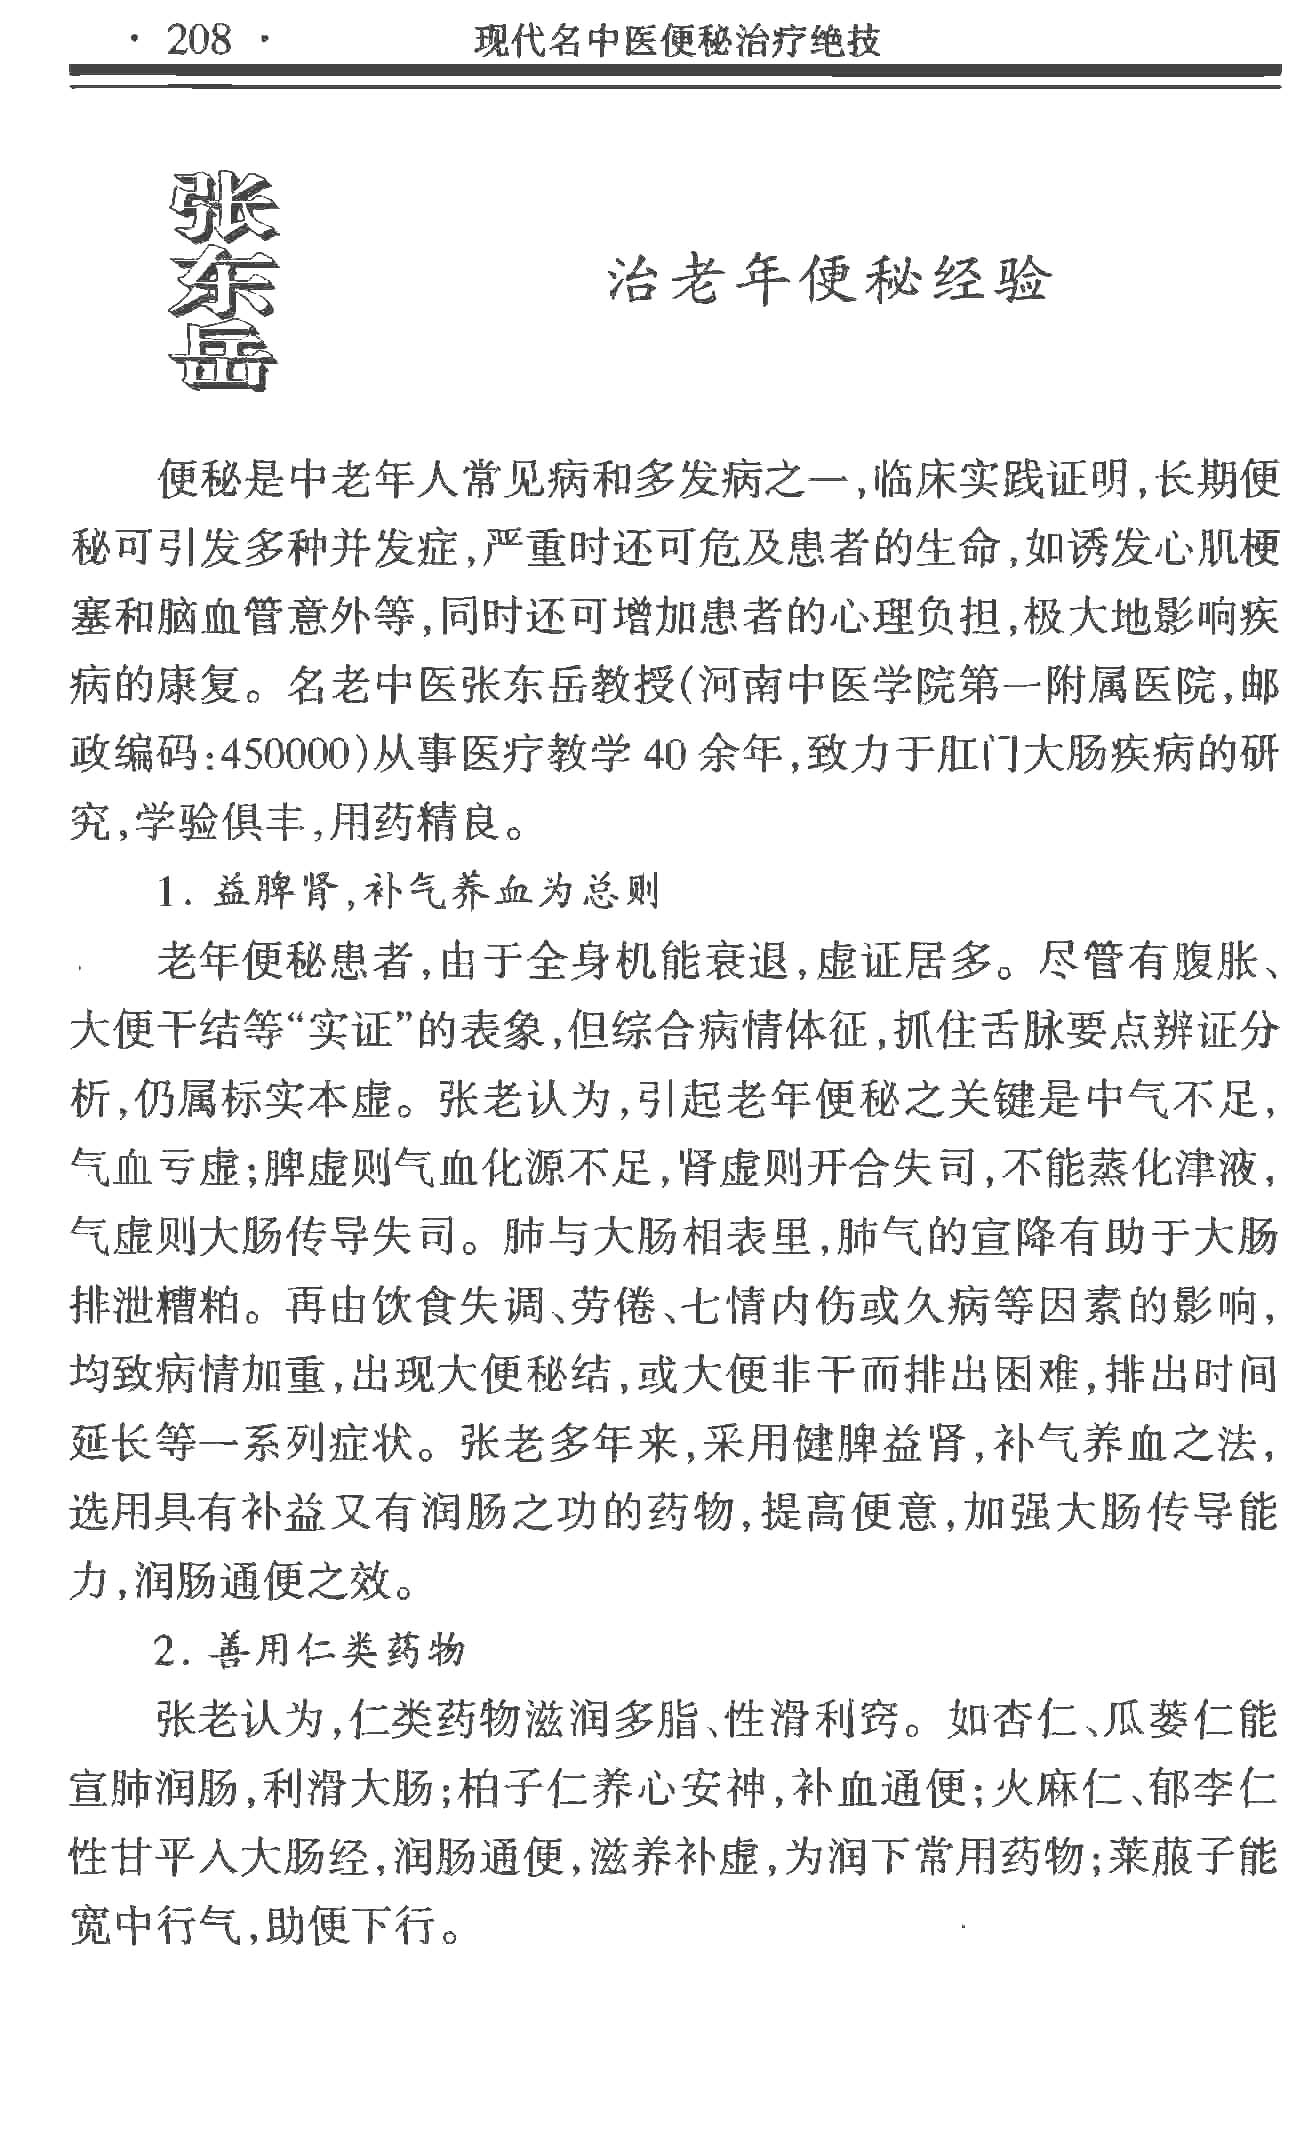 · 208 ·
现代名中医便秘治疗绝技
张东岳
治老年便秘经验
便秘是中老年人常见病和多发病之一,临床实践证明,长期便
秘可引发多种并发症,严重时还可危及患者的生命,如诱发心肌梗
塞和脑血管意外等,同时还可增加患者的心理负担,极大地影响疾
病的康复。名老中医张东岳教授(河南中医学院第一附属医院,邮
政编码:450000)从事医疗教学 40 余年,致力于肛门大肠疾病的研
究,学验俱丰,用药精良。
1. 益脾肾,补气养血为总则
老年便秘患者,由于全身机能衰退,虚证居多。尽管有腹胀、
大便干结等“实证”的表象,但综合病情体征,抓住舌脉要点辨证分
析,仍属标实本虚。张老认为,引起老年便秘之关键是中气不足,
气血亏虚;脾虚则气血化源不足,肾虚则开合失司,不能蒸化津液,
气虚则大肠传导失司。肺与大肠相表里,肺气的宣降有助于大肠
排泄糟粕。再由饮食失调、劳倦、七情内伤或久病等因素的影响,
均致病情加重,出现大便秘结,或大便非干而排出困难,排出时间
延长等一系列症状。张老多年来,采用健脾益肾,补气养血之法,
选用具有补益又有润肠之功的药物,提高便意,加强大肠传导能
力,润肠通便之效。
2. 善用仁类药物
张老认为,仁类药物滋润多脂、性滑利窍。如杏仁、瓜蒌仁能
宣肺润肠,利滑大肠;柏子仁养心安神,补血通便;火麻仁、郁李仁
性甘平入大肠经,润肠通便,滋养补虚,为润下常用药物;莱菔子能
宽中行气,助便下行。